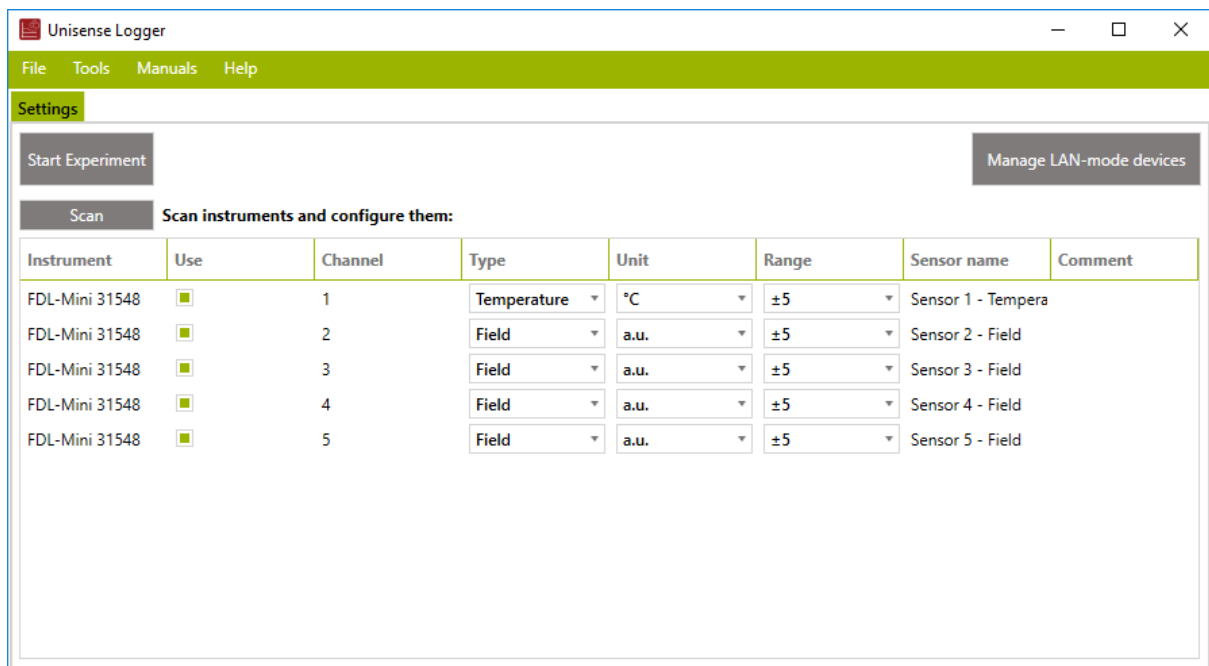 Unisense Logger
File Tools Manuals Help
Settings
Start Experiment Manage LAN-mode devices
Scan Scan instruments and configure them:
Instrument Use Channel Type Unit Range Sensor name Comment
FDL-Mini 31548 1 Temperature °C ±5 Sensor 1 - Tempera
FDL-Mini 31548 2 Field a.u. ±5 Sensor 2 - Field
FDL-Mini 31548 3 Field a.u. ±5 Sensor 3 - Field
FDL-Mini 31548 4 Field a.u. ±5 Sensor 4 - Field
FDL-Mini 31548 5 Field a.u. ±5 Sensor 5 - Field